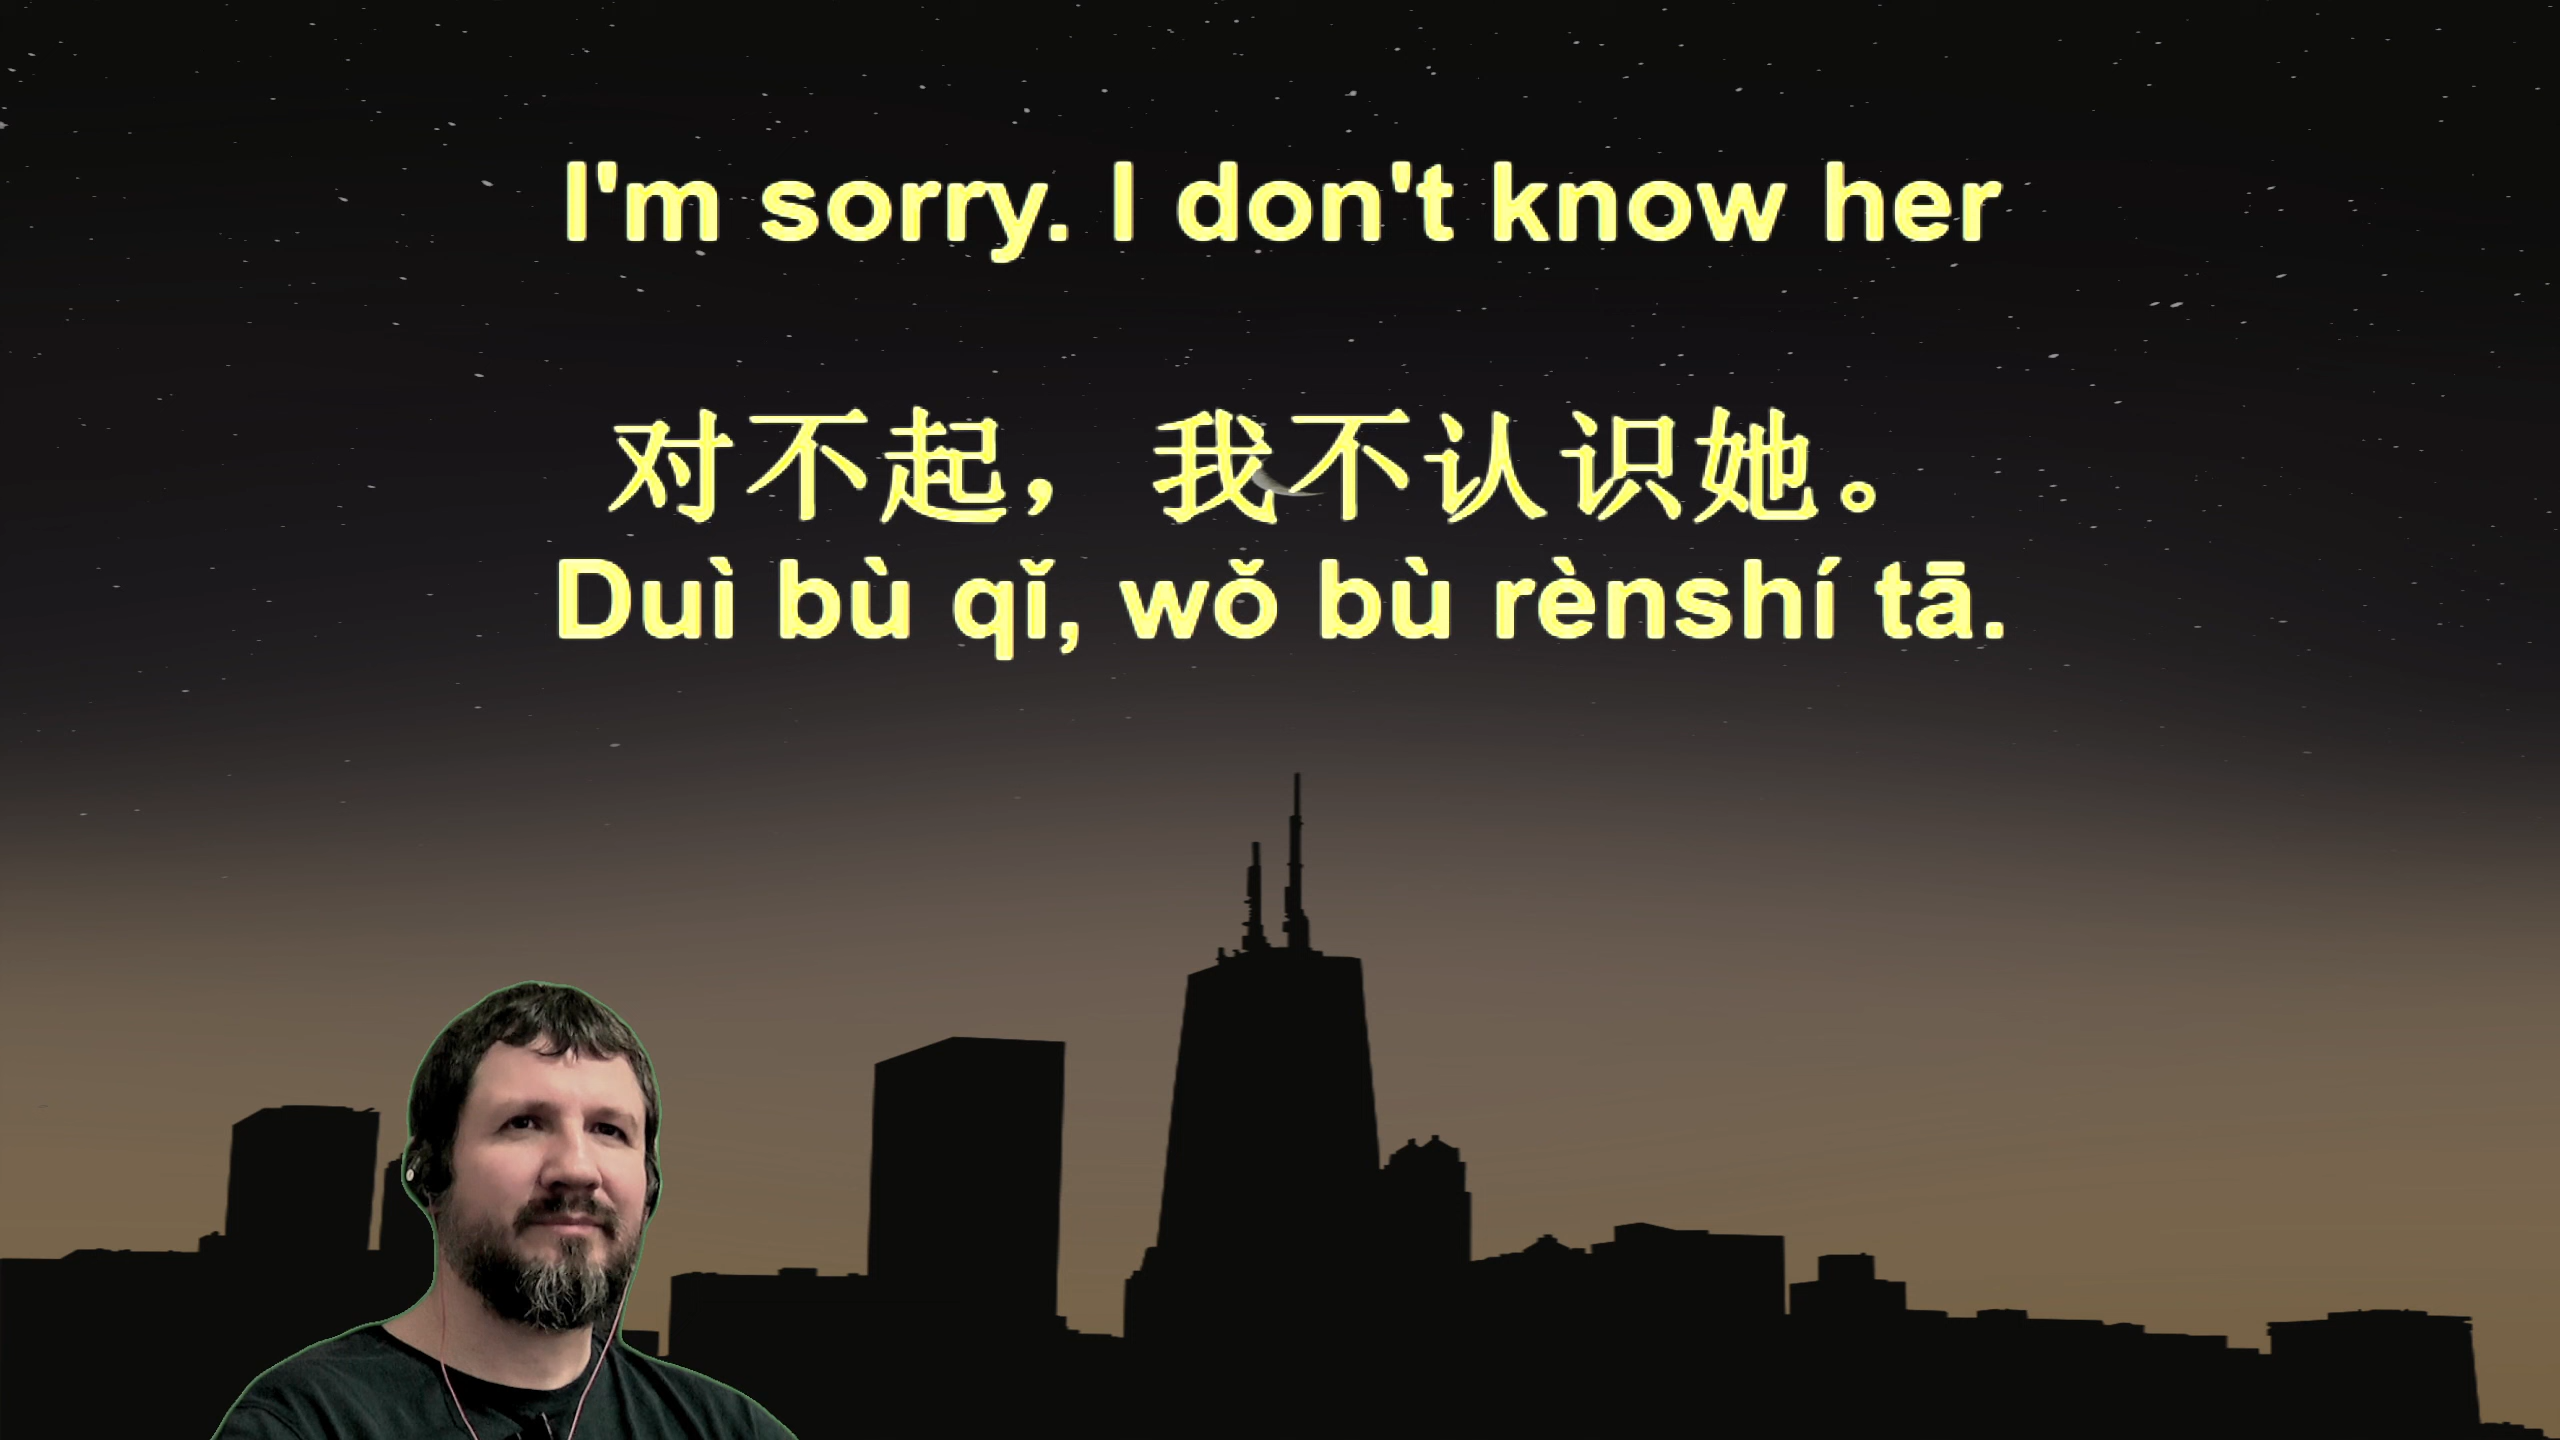 I'm sorry. I don't know her
对不起，我不认识她。
Duì bù qǐ, wǒ bù rènshí tā.